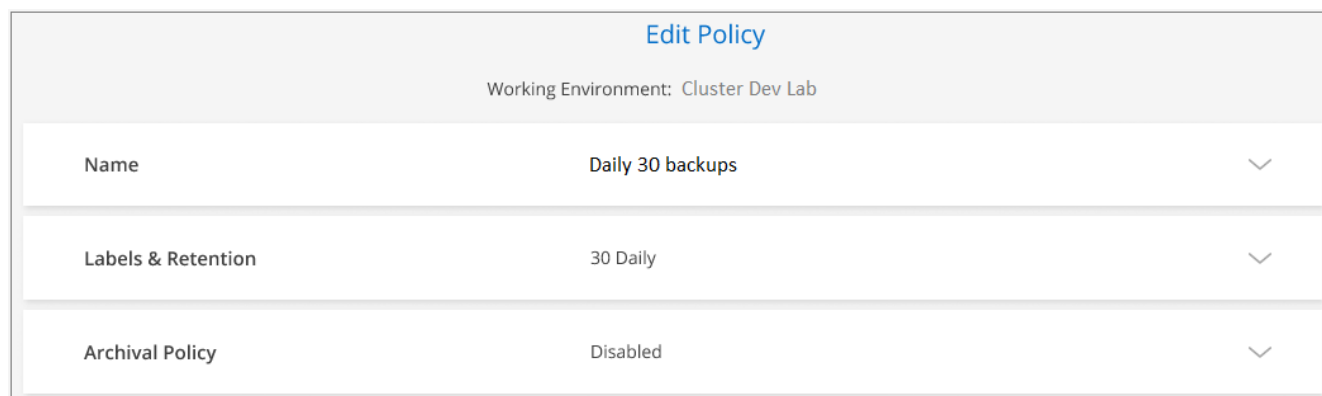 Edit Policy
Working Environment: Cluster Dev Lab
Name Daily 30 backups
Labels & Retention 30 Daily
Archival Policy Disabled